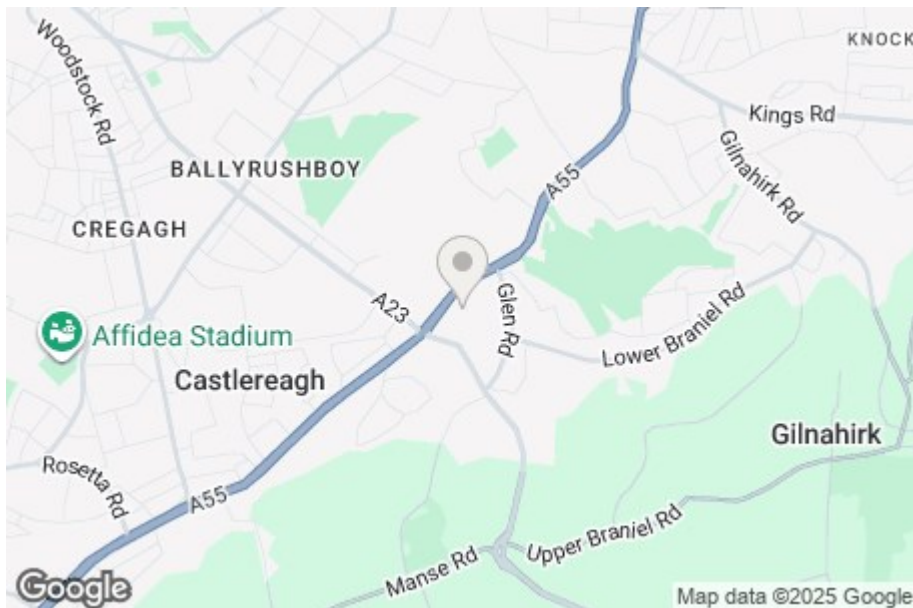 KNOCK
Woodstock Rd
Kings Rd
Gilnahirk Rd
BALLYRUSHBOY
A55
CREGAGH
A23
Glen Rd
Affidea Stadium
Lower Braniel Rd
Castlereagh
Gilnahirk
Rosetta Rd
A55
Upper Braniel Rd
Manse Rd
Google
Map data ©2025 Google